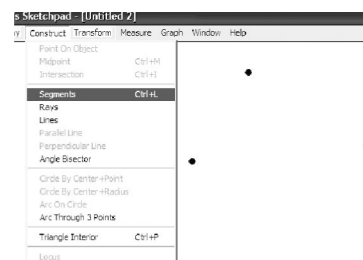 s Sketchpad - [Untitled 2]
ay Construct Transform Measure Graph Window Help
Point On Object
Midpoint Ctrl+M
Intersection Ctrl+I
Segments Ctrl+L
Rays
Lines
Parallel Line
Perpendicular Line
Angle Bisector
Circle By Center+Point
Circle By Center+Radius
Arc On Circle
Arc Through 3 Points
Triangle Interior Ctrl+P
Locus